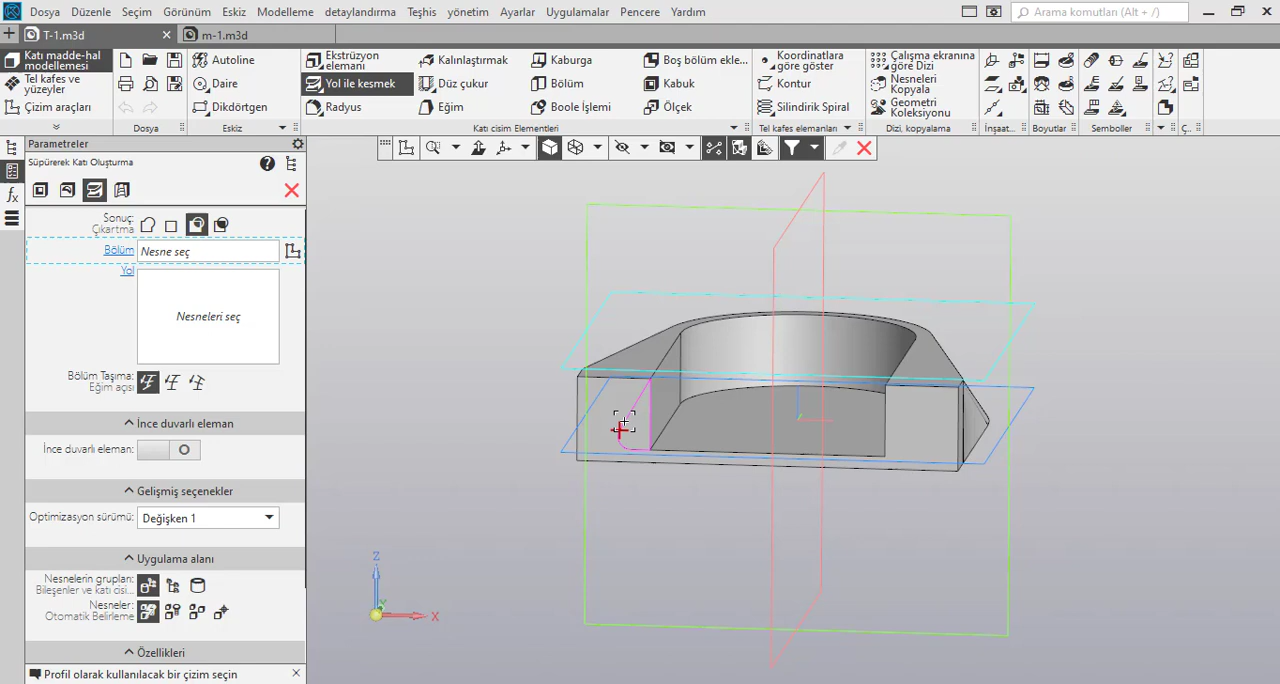 Dosya Düzenle Seçim Görünüm Eskiz Modelleme detaylandırma Teşhis yönetim Ayarlar Uygulamalar Pencere Yardım Arama komutları (Alt + /)
T-1.m3d m-1.m3d
Katı madde-hal modellemesi
Tel kafes ve yüzeyler
Çizim araçları
Dosya
Autoline
Daire
Dikdörtgen
Eskiz
Ekstrüzyon elemanı
Yol ile kesmek
Radyus
Kalınlaştırmak
Düz çukur
Eğim
Kaburga
Bölüm
Boole İşlemi
Boş bölüm ekle...
Kabuk
Ölçek
Katı cisim Elementleri
Koordinatlara göre göster
Kontur
Silindirik Spiral
Tel kafes elemanları
Çalışma ekranına göre Dizi
Nesneleri Kopyala
Geometri Koleksiyonu
Dizi, kopyalama
İnşaat...
Boyutlar
Semboller
Ç...
Parametreler
Süpürerek Katı Oluşturma
Sonuç:
Çıkartma
Bölüm Nesne seç
Yol
Nesneleri seç
Bölüm Taşıma:
Eğim açısı
İnce duvarlı eleman
İnce duvarlı eleman:
Gelişmiş seçenekler
Optimizasyon sürümü: Değişken 1
Uygulama alanı
Nesnelerin grupları:
Bileşenler ve katı cisi...
Nesneler:
Otomatik Belirleme
Özellikleri
Profil olarak kullanılacak bir çizim seçin
Z
X